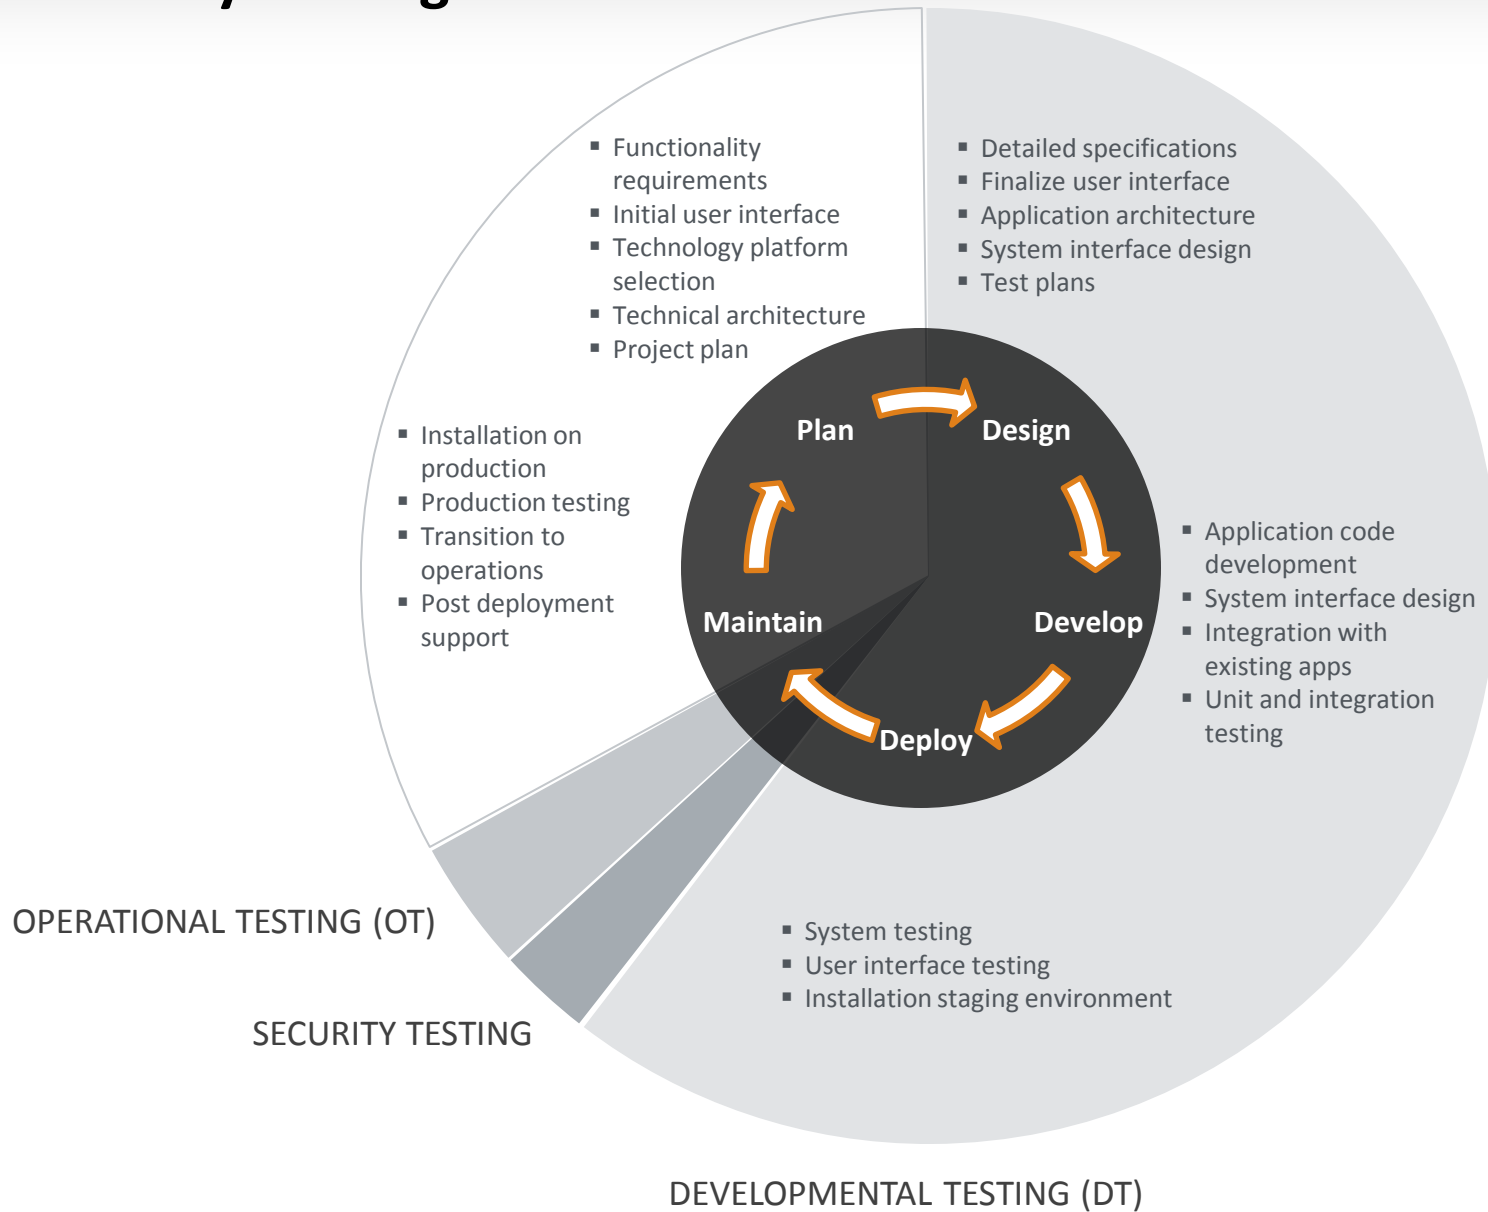 ▪ Functionality
requirements
▪ Initial user interface
▪ Technology platform
selection
▪ Technical architecture
▪ Project plan
▪ Detailed specifications
▪ Finalize user interface
▪ Application architecture
▪ System interface design
▪ Test plans
Plan
Design
▪ Installation on
production
▪ Production testing
▪ Transition to
operations
▪ Post deployment
support
Maintain
Develop
▪ Application code
development
▪ System interface design
▪ Integration with
existing apps
▪ Unit and integration
testing
Deploy
OPERATIONAL TESTING (OT)
▪ System testing
▪ User interface testing
▪ Installation staging environment
SECURITY TESTING
DEVELOPMENTAL TESTING (DT)